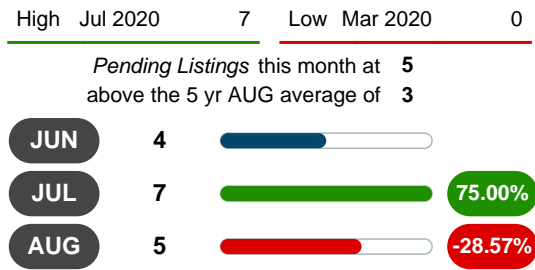 High Jul 2020 7 Low Mar 2020 0
Pending Listings this month at 5
above the 5 yr AUG average of 3
JUN 4
JUL 7 75.00%
AUG 5 -28.57%